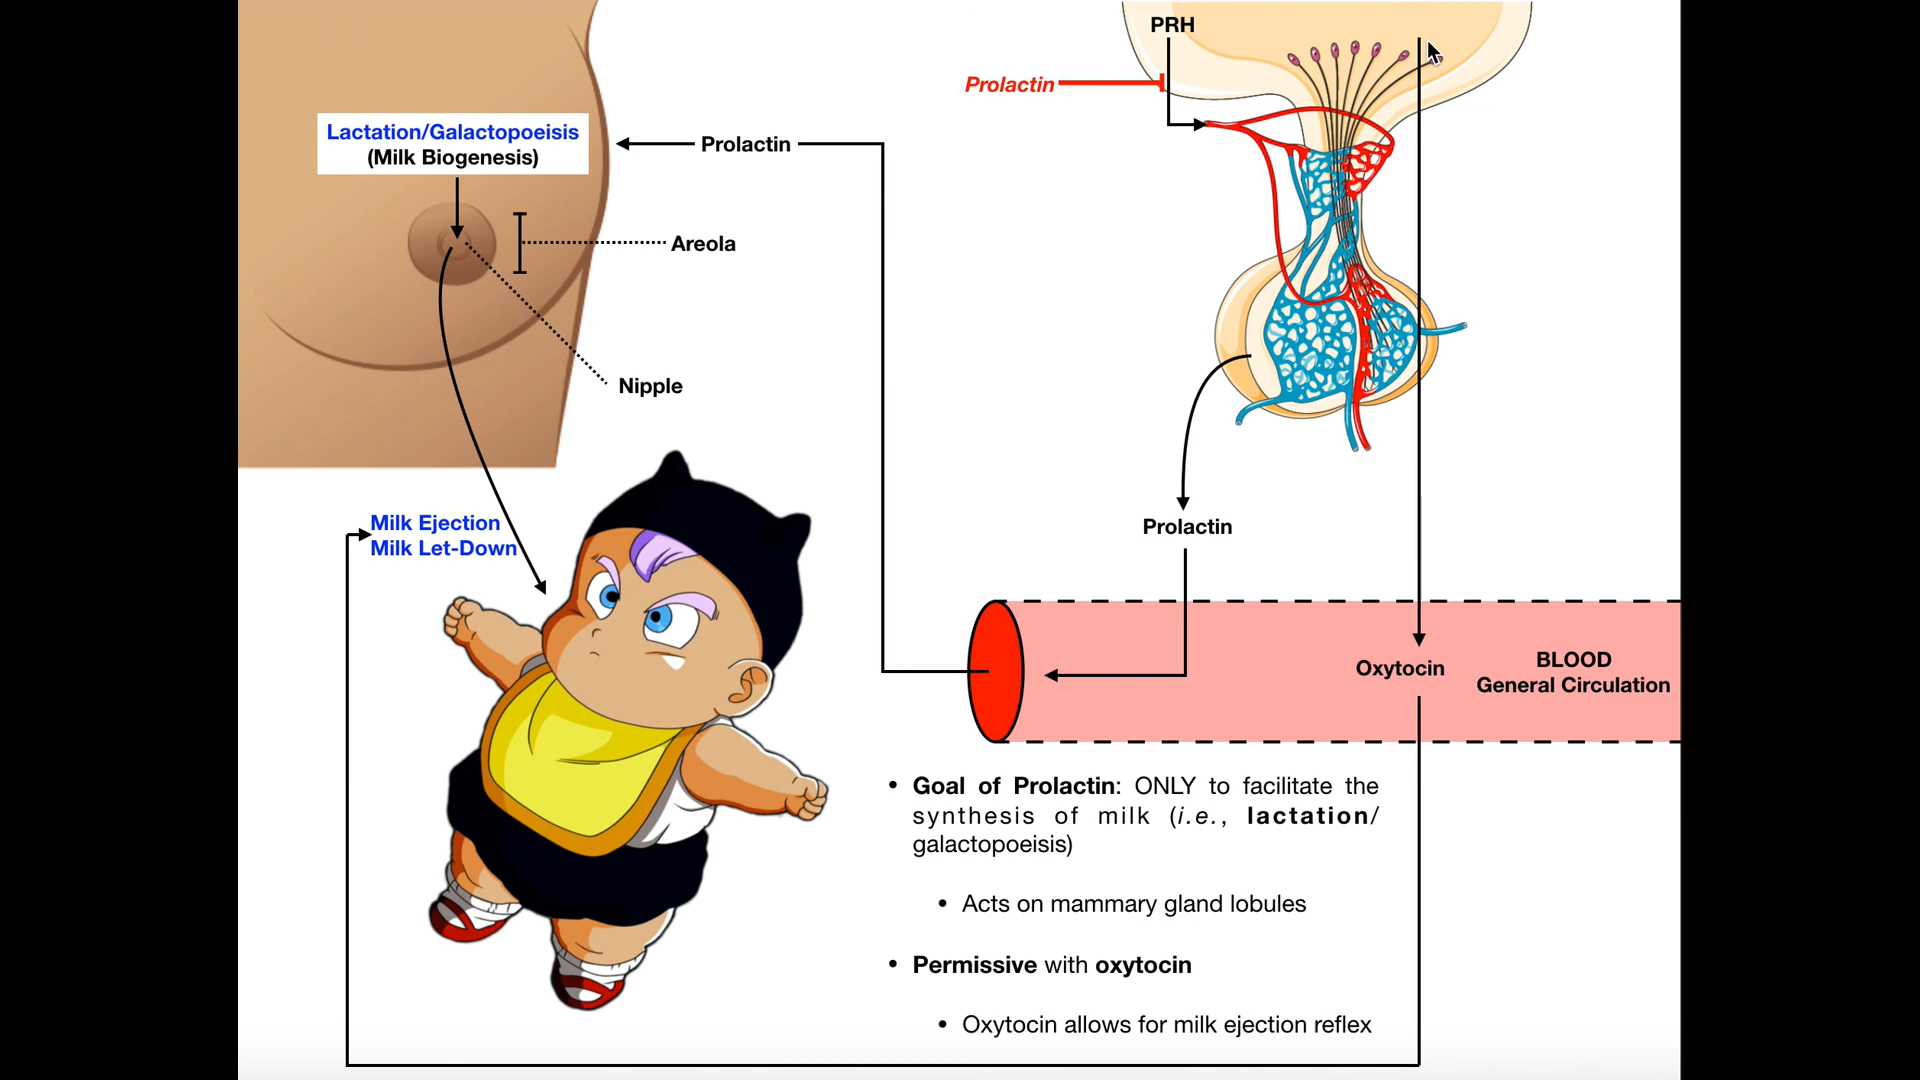 PRH
Prolactin
Lactation/Galactopoeisis
(Milk Biogenesis)
Prolactin
Areola
Nipple
Milk Ejection
Milk Let-Down
Prolactin
Oxytocin
BLOOD
General Circulation
• Goal of Prolactin: ONLY to facilitate the
synthesis of milk (i.e., lactation/
galactopoeisis)
• Acts on mammary gland lobules
• Permissive with oxytocin
• Oxytocin allows for milk ejection reflex